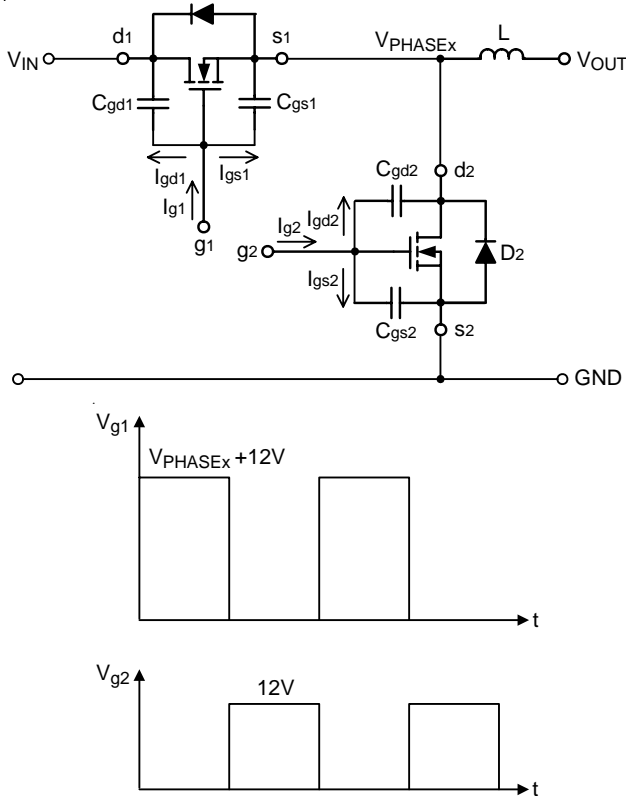 d1
s1
VPHASEx
L
VIN
VOUT
Cgd1
Cgs1
Igd1
Igs1
Ig1
g1
Cgd2
d2
Ig2
Igd2
g2
D2
Igs2
Cgs2
s2
GND
Vg1
VPHASEx +12V
t
Vg2
12V
t